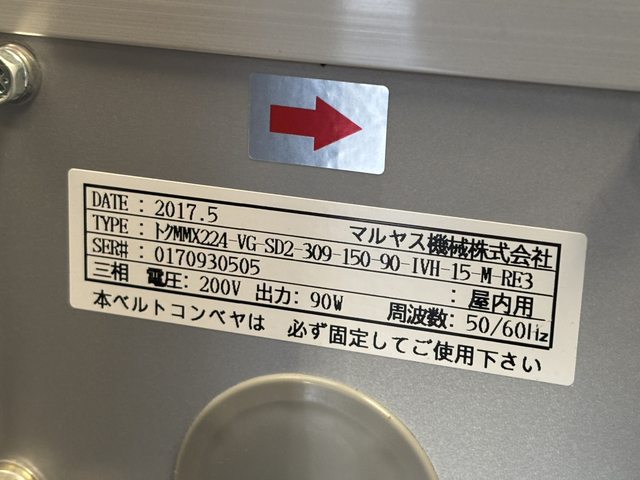 DATE : 2017.5 マルヤス機械株式会社
TYPE : トクMMX224-VG-SD2-309-150-90-IVH-15-M-RE3
SER# : 0170930505 : 屋内用
三相 電圧: 200V 出力: 90W 周波数: 50/60Hz
本ベルトコンベヤは 必ず固定してご使用下さい